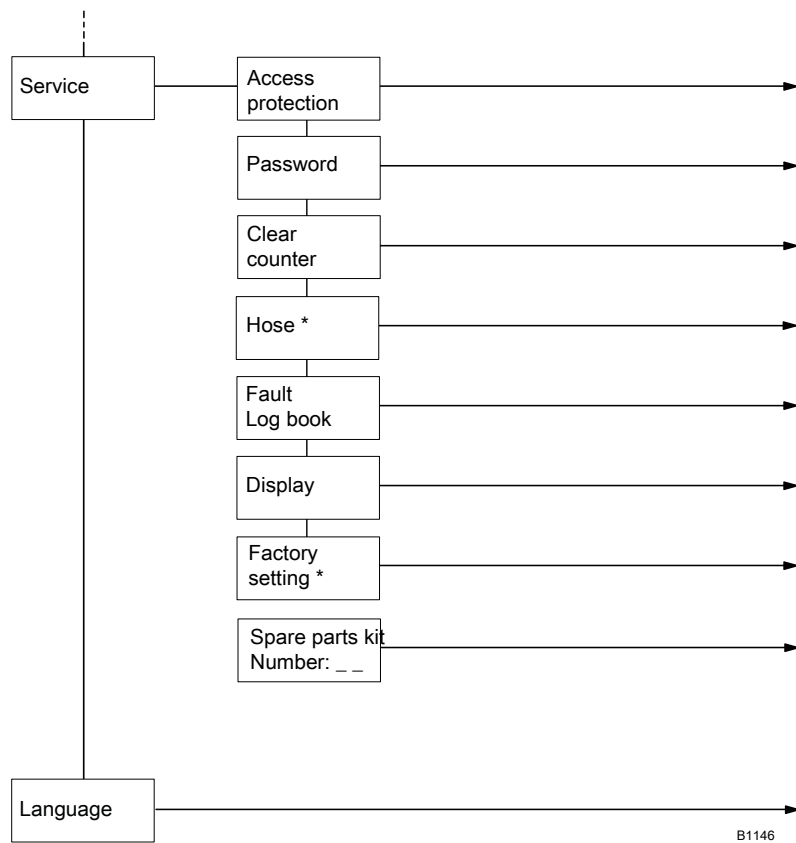 Service
Access
protection
Password
Clear
counter
Hose *
Fault
Log book
Display
Factory
setting *
Spare parts kit
Number: _ _
Language
B1146